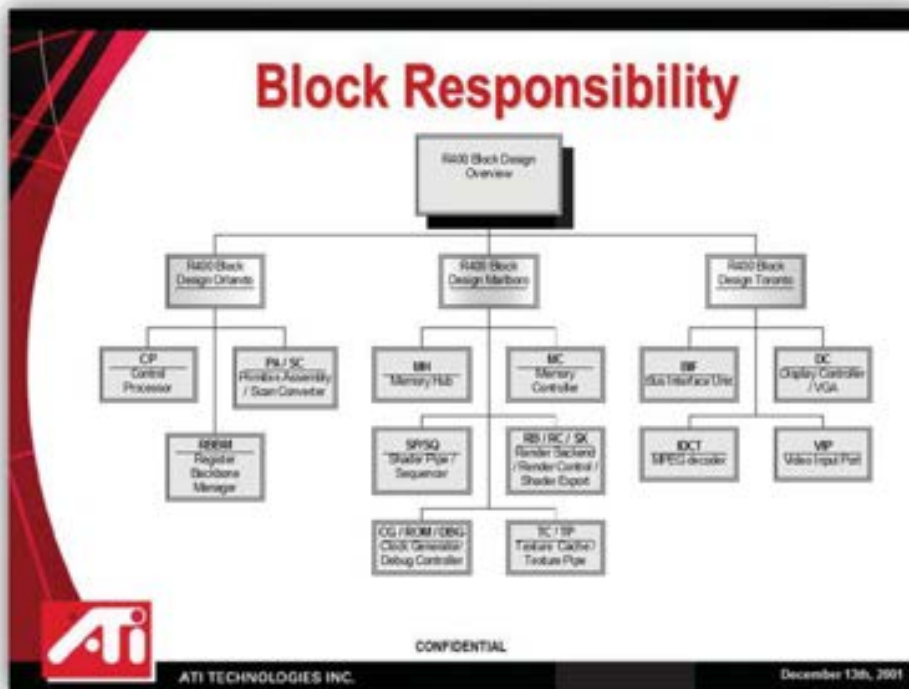 Block Responsibility
R400 Block Design
Overview
R400 Block
Design Orlando
R400 Block
Design Marlboro
R400 Block
Design Toronto
CP
Control
Processor
PA / SC
Primitive Assembly
/ Scan Converter
RBBM
Register
Backbone
Manager
MH
Memory Hub
MC
Memory
Controller
SP/SQ
Shader Pipe /
Sequencer
RB / RC / SX
Render Backend
/ Render Control /
Shader Export
CG / ROM / DBG
Clock Generator/
Debug Controller
TC / TP
Texture Cache /
Texture Pipe
BIF
Bus Interface Unit
DC
Display Controller
/ VGA
IDCT
MPEG decoder
VIP
Video Input Port
ATI
CONFIDENTIAL
ATI TECHNOLOGIES INC.
December 13th, 2001